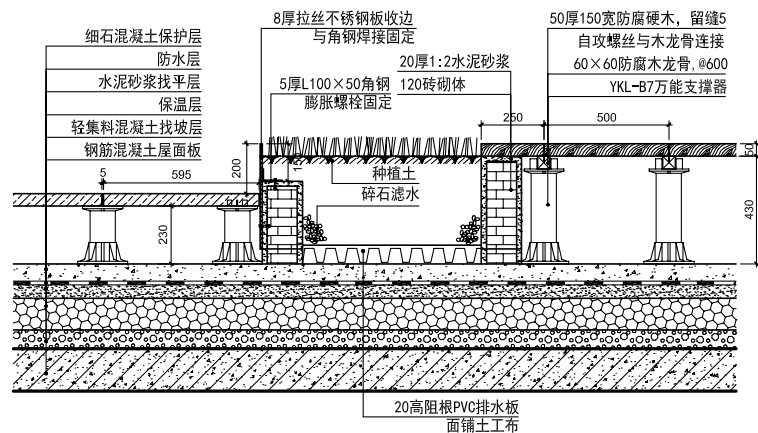 细石混凝土保护层
防水层
水泥砂浆找平层
保温层
轻集料混凝土找坡层
钢筋混凝土屋面板
8厚拉丝不锈钢板收边
与角钢焊接固定
5厚L100×50角钢
膨胀螺栓固定
20厚1:2水泥砂浆
120砖砌体
50厚150宽防腐硬木, 留缝5
自攻螺丝与木龙骨连接
60×60防腐木龙骨,@600
YKL-B7万能支撑器
250
500
50
430
200
15
5
595
230
种植土
碎石滤水
20高阻根PVC排水板
面铺土工布